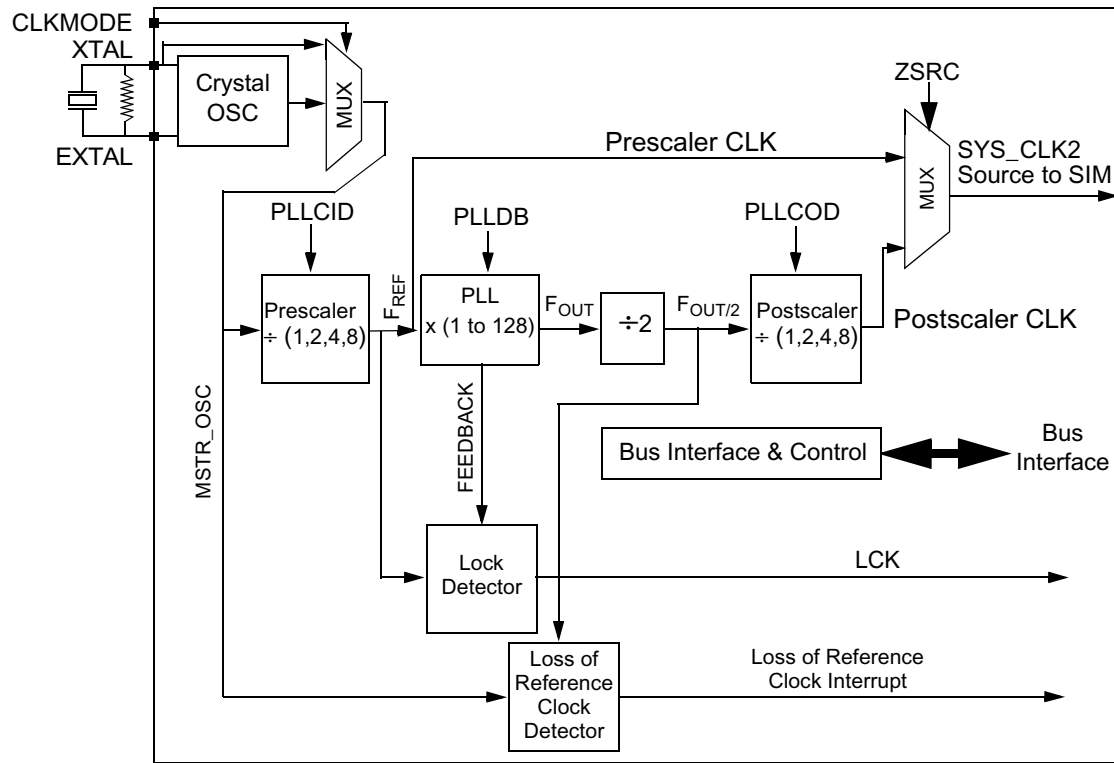 CLKMODE
XTAL
EXTAL
Crystal
OSC
MUX
ZSRC
Prescaler CLK
MUX
SYS_CLK2
Source to SIM
PLLCID
PLLDB
PLLCOD
Prescaler
÷ (1,2,4,8)
FREF
PLL
x (1 to 128)
FOUT
÷2
FOUT/2
Postscaler
÷ (1,2,4,8)
Postscaler CLK
MSTR_OSC
FEEDBACK
Bus Interface & Control
Bus
Interface
Lock
Detector
LCK
Loss of
Reference
Clock
Detector
Loss of Reference
Clock Interrupt